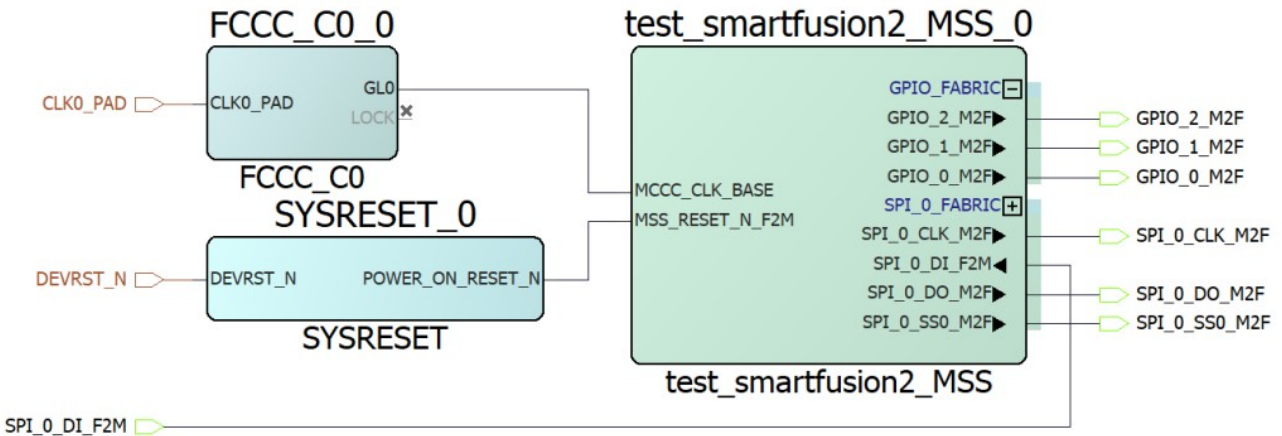 FCCC_C0_0
CLK0_PAD
CLK0_PAD
GL0
LOCK
FCCC_C0
SYSRESET_0
DEVRST_N
DEVRST_N
POWER_ON_RESET_N
SYSRESET
test_smartfusion2_MSS_0
GPIO_FABRIC
GPIO_2_M2F
GPIO_2_M2F
GPIO_1_M2F
GPIO_1_M2F
GPIO_0_M2F
GPIO_0_M2F
MCCC_CLK_BASE
SPI_0_FABRIC
MSS_RESET_N_F2M
SPI_0_CLK_M2F
SPI_0_CLK_M2F
SPI_0_DI_F2M
SPI_0_DO_M2F
SPI_0_DO_M2F
SPI_0_SS0_M2F
SPI_0_SS0_M2F
test_smartfusion2_MSS
SPI_0_DI_F2M